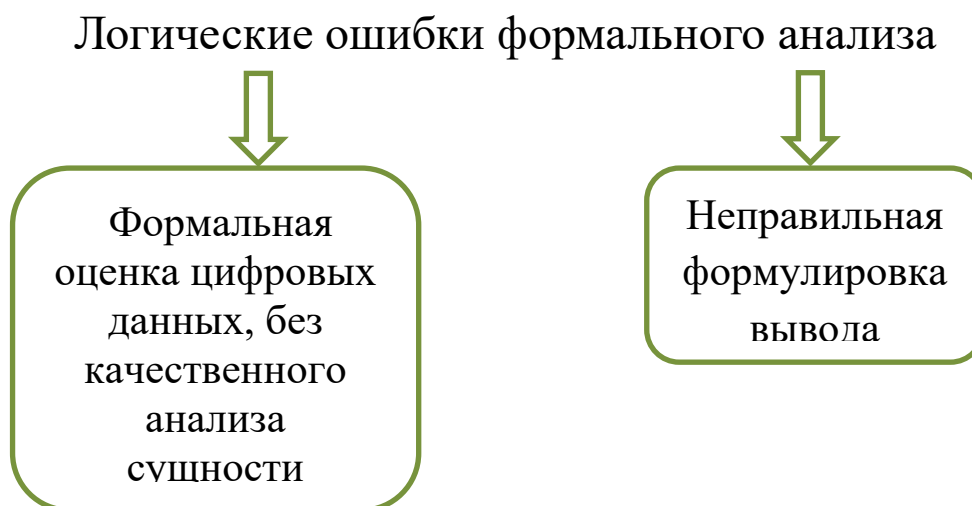 Логические ошибки формального анализа
Формальная
оценка цифровых
данных, без
качественного
анализа
сущности
Неправильная
формулировка
вывода